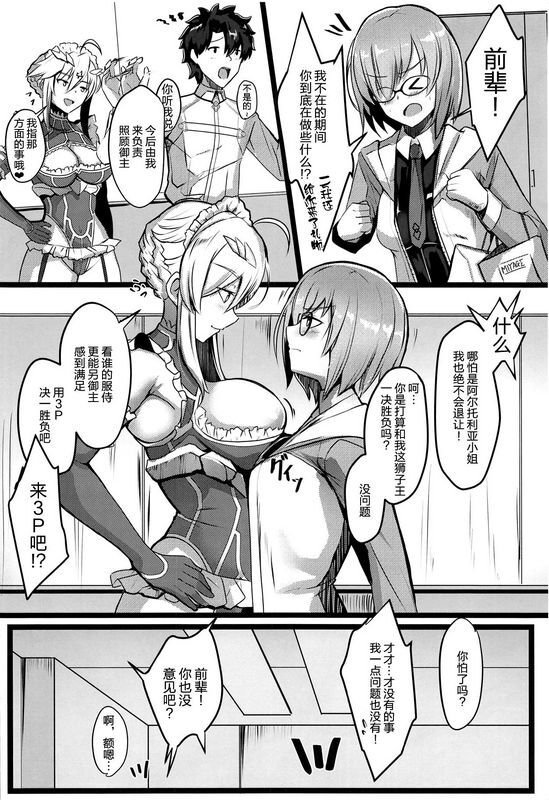 前辈！
我不在的期间
你到底在做些
什么!?
MIYAGE
不是的！
你听我说
今后由我
来负责
照顾御主
我指那
方面的事哦♥
什么
哪怕是阿尔托利亚小姐
我也绝不会退让！
呵…
你是打算和我这狮子王
一决胜负吗？
没问题
グイッ
看谁的服侍
更能另御主
感到满足
用3P
决一胜负吧
来3P吧!?
你怕了吗？
才才…才没有的事
我一点问题也没有！
前辈！
你也没
意见吧？
啊，
额嗯…